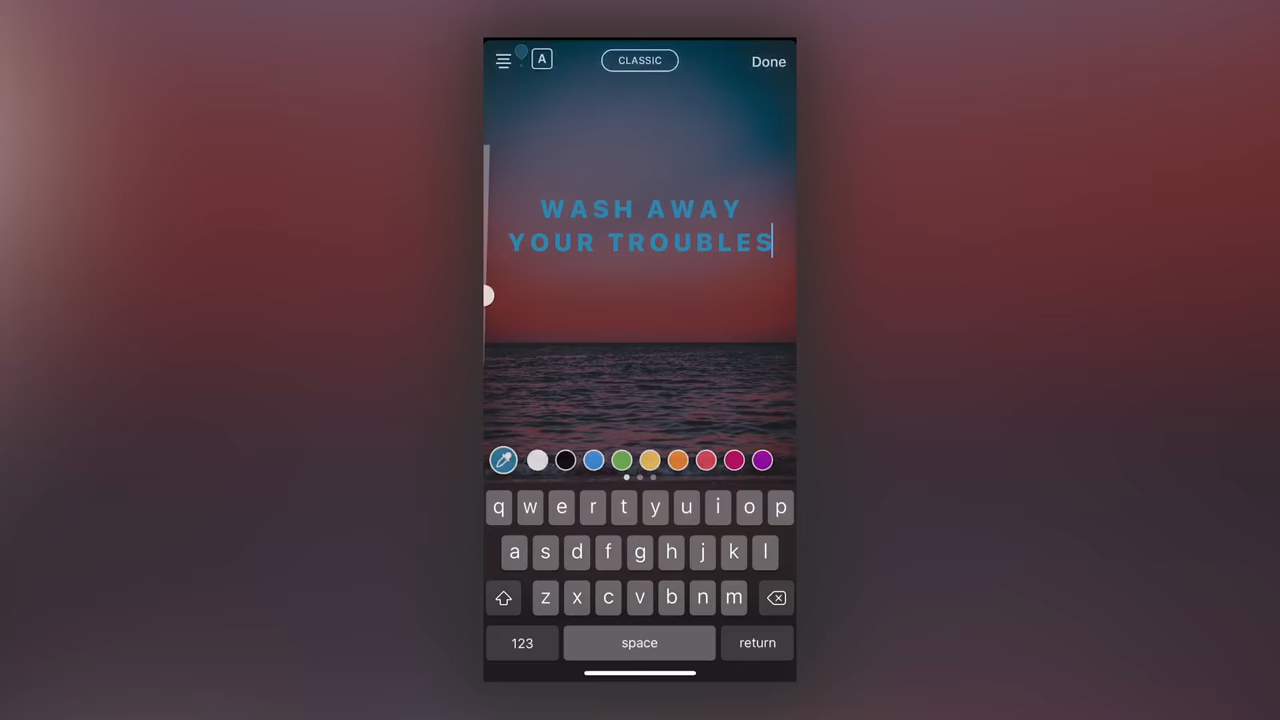 A CLASSIC Done
WASH AWAY
YOUR TROUBLES
q w e r t y u i o p
a s d f g h j k l
z x c v b n m
123 space return